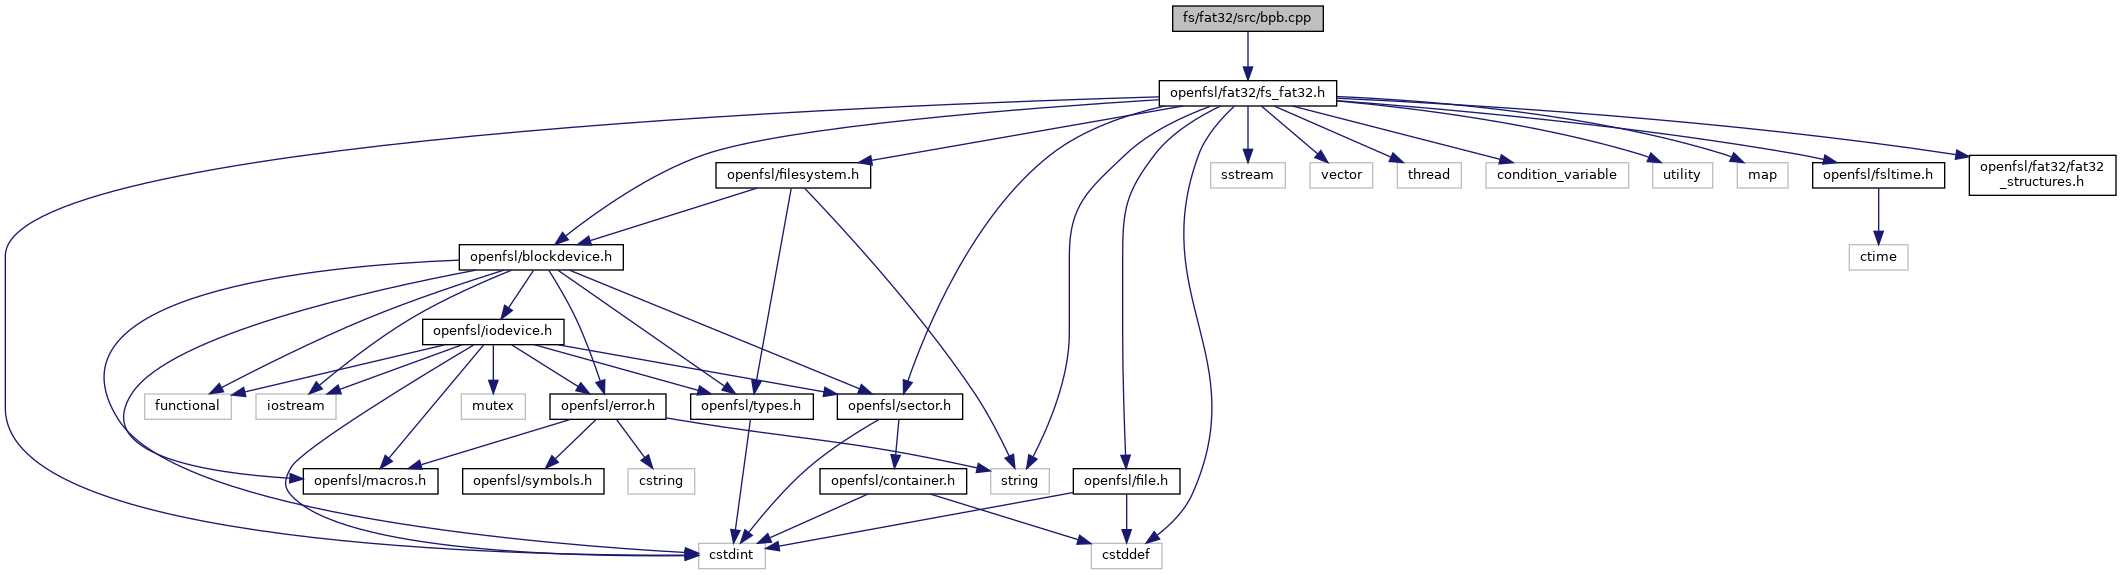 fs/fat32/src/bpb.cpp
openfsl/fat32/fs_fat32.h
openfsl/filesystem.h
sstream
vector
thread
condition_variable
utility
map
openfsl/fsltime.h
openfsl/fat32/fat32
_structures.h
openfsl/blockdevice.h
ctime
openfsl/iodevice.h
functional
iostream
mutex
openfsl/error.h
openfsl/types.h
openfsl/sector.h
openfsl/macros.h
openfsl/symbols.h
cstring
openfsl/container.h
string
openfsl/file.h
cstdint
cstddef